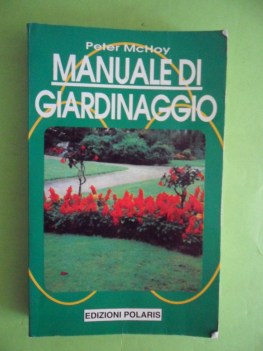 Peter McHoy
MANUALE DI
GIARDINAGGIO
EDIZIONI POLARIS